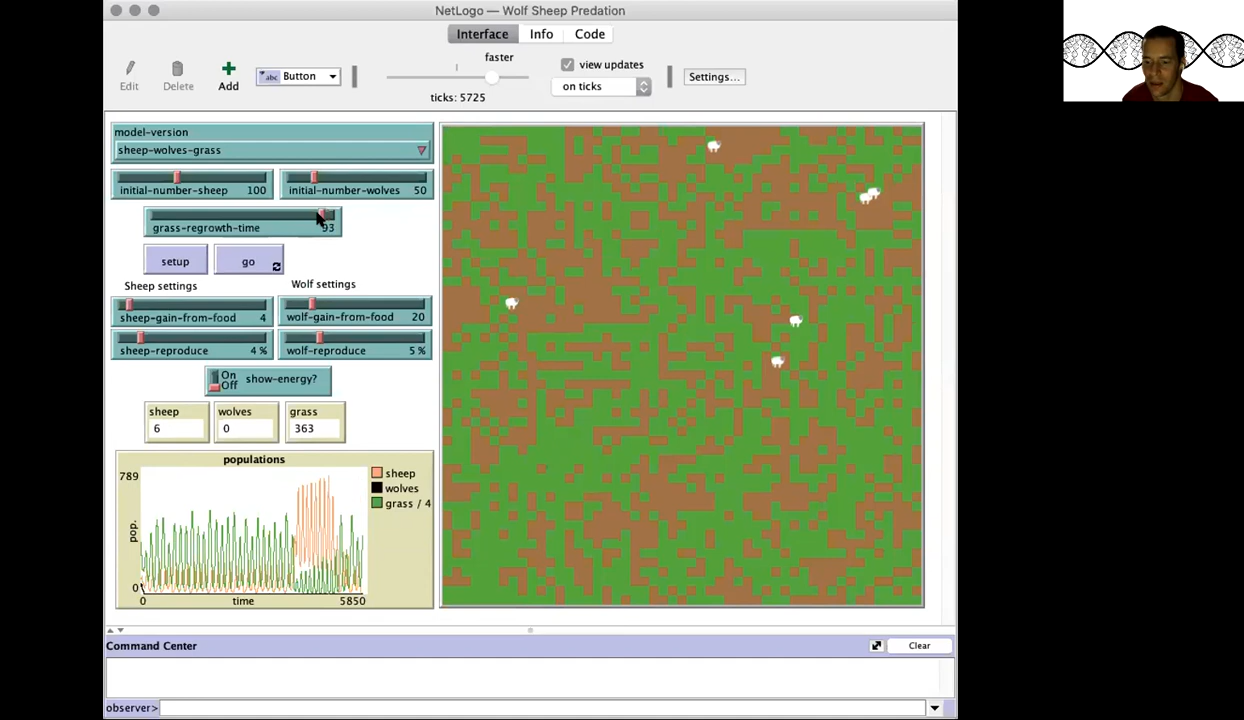 NetLogo — Wolf Sheep Predation
Interface Info Code
Edit Delete Add
abc Button
faster
ticks: 5725
view updates
on ticks
Settings...
model-version
sheep-wolves-grass
initial-number-sheep 100
initial-number-wolves 50
grass-regrowth-time 93
setup
go
Sheep settings
Wolf settings
sheep-gain-from-food 4
wolf-gain-from-food 20
sheep-reproduce 4 %
wolf-reproduce 5 %
On
Off
show-energy?
sheep
6
wolves
0
grass
363
populations
789
pop.
0
0
time
5850
sheep
wolves
grass / 4
Command Center
Clear
observer>